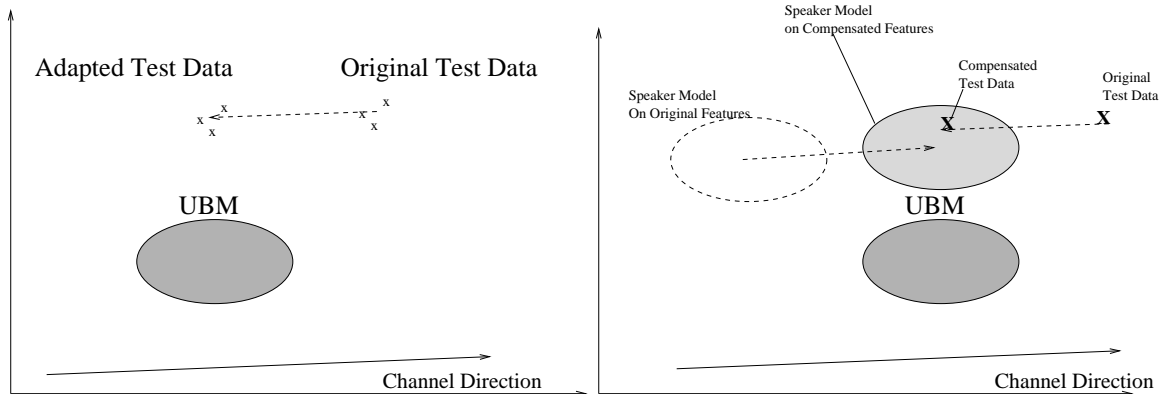 Adapted Test Data
Original Test Data
x
x
x
x
x
x
x
UBM
Channel Direction
Speaker Model
on Compensated Features
Compensated
Test Data
Original
Test Data
Speaker Model
On Original Features
X
X
UBM
Channel Direction